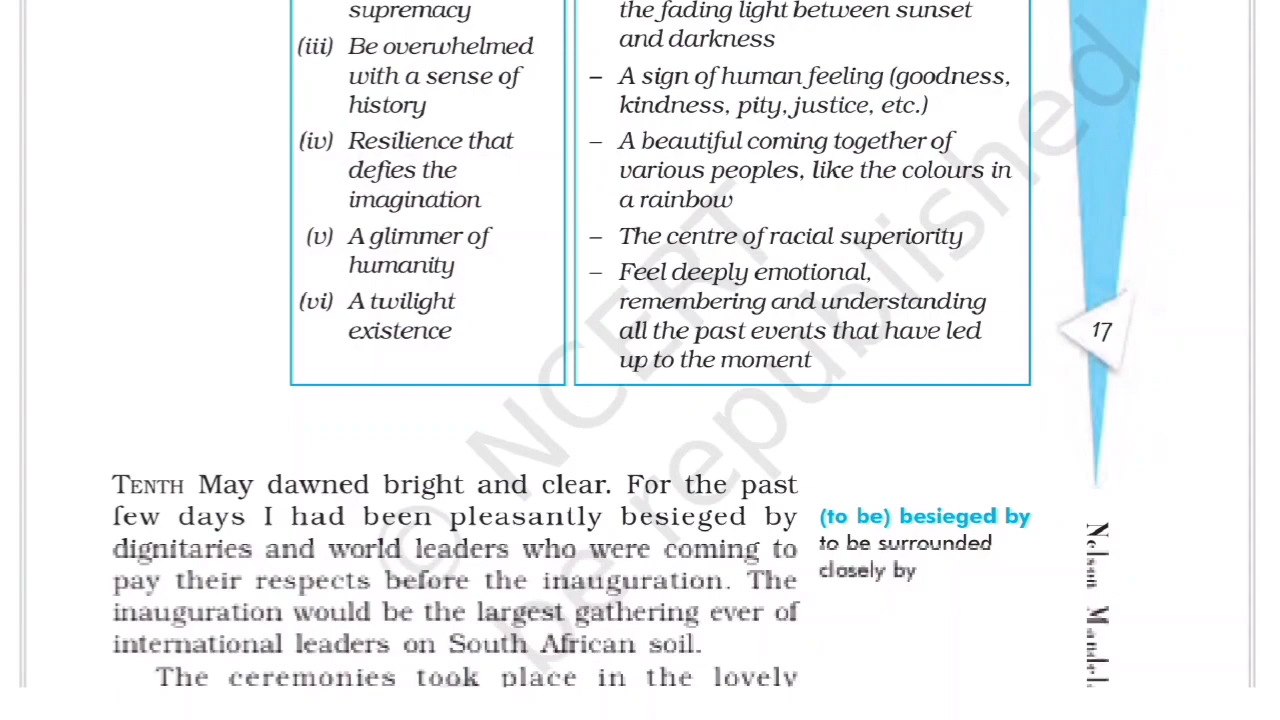 supremacy
(iii) Be overwhelmed
with a sense of
history
(iv) Resilience that
defies the
imagination
(v) A glimmer of
humanity
(vi) A twilight
existence
the fading light between sunset
and darkness
– A sign of human feeling (goodness,
kindness, pity, justice, etc.)
– A beautiful coming together of
various peoples, like the colours in
a rainbow
– The centre of racial superiority
– Feel deeply emotional,
remembering and understanding
all the past events that have led
up to the moment
17
TENTH May dawned bright and clear. For the past
few days I had been pleasantly besieged by
dignitaries and world leaders who were coming to
pay their respects before the inauguration. The
inauguration would be the largest gathering ever of
international leaders on South African soil.
The ceremonies took place in the lovely
(to be) besieged by
to be surrounded
closely by
Nelson Mandel
© NCERT
be republished